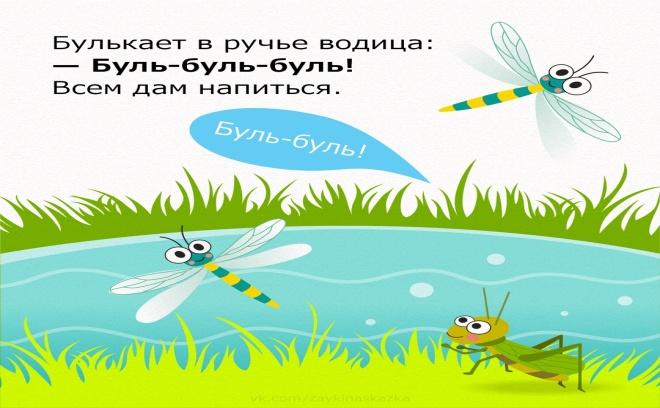 Булькает в ручье водица:
— Буль-буль-буль!
Всем дам напиться.
Буль-буль!
vk.com/zaykinaskazka